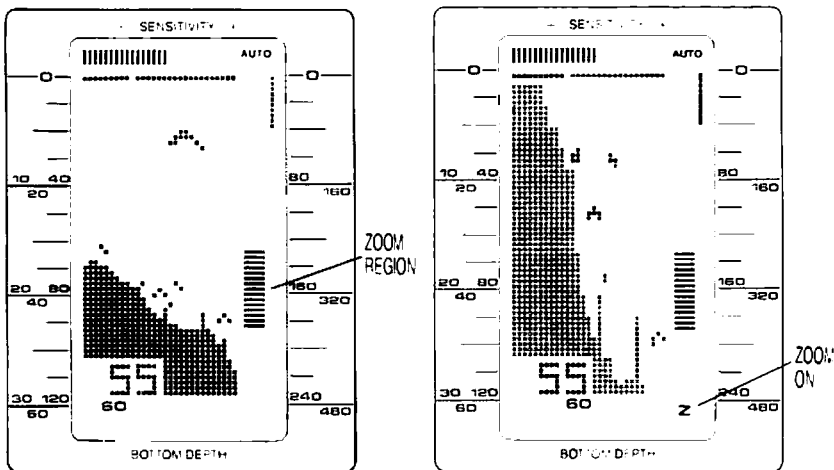 - SENSITIVITY +
AUTO
0 0
10 40 80
20 160
20 80 160
40 320
30 120 240
60 480
55
60
BOTTOM DEPTH
ZOOM
REGION
- SENSITIVITY +
AUTO
0 0
10 40 80
20 160
20 80 160
40 320
30 120 240
60 480
55
60
Z
BOTTOM DEPTH
ZOOM
ON